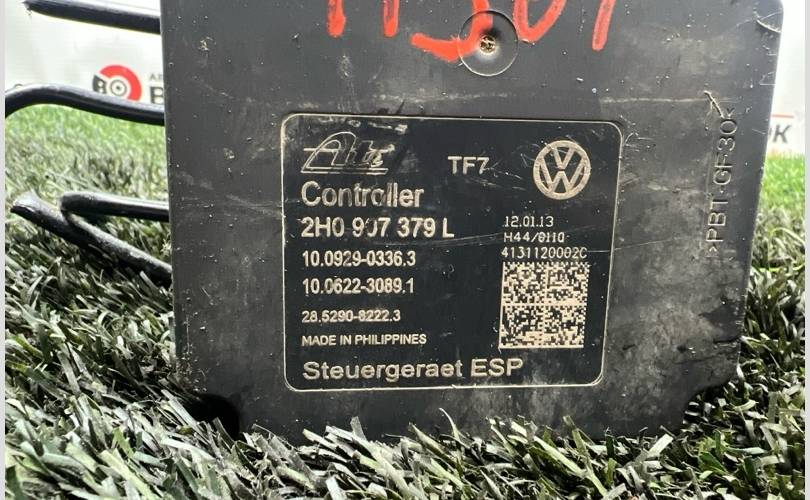 Ate
TF7
Controller
2H0 907 379 L
12.01.13
H44/0110
10.0929-0336.3
4131120002C
10.0622-3089.1
28.5290-8222.3
MADE IN PHILIPPINES
Steuergeraet ESP
>PBT-GF30<